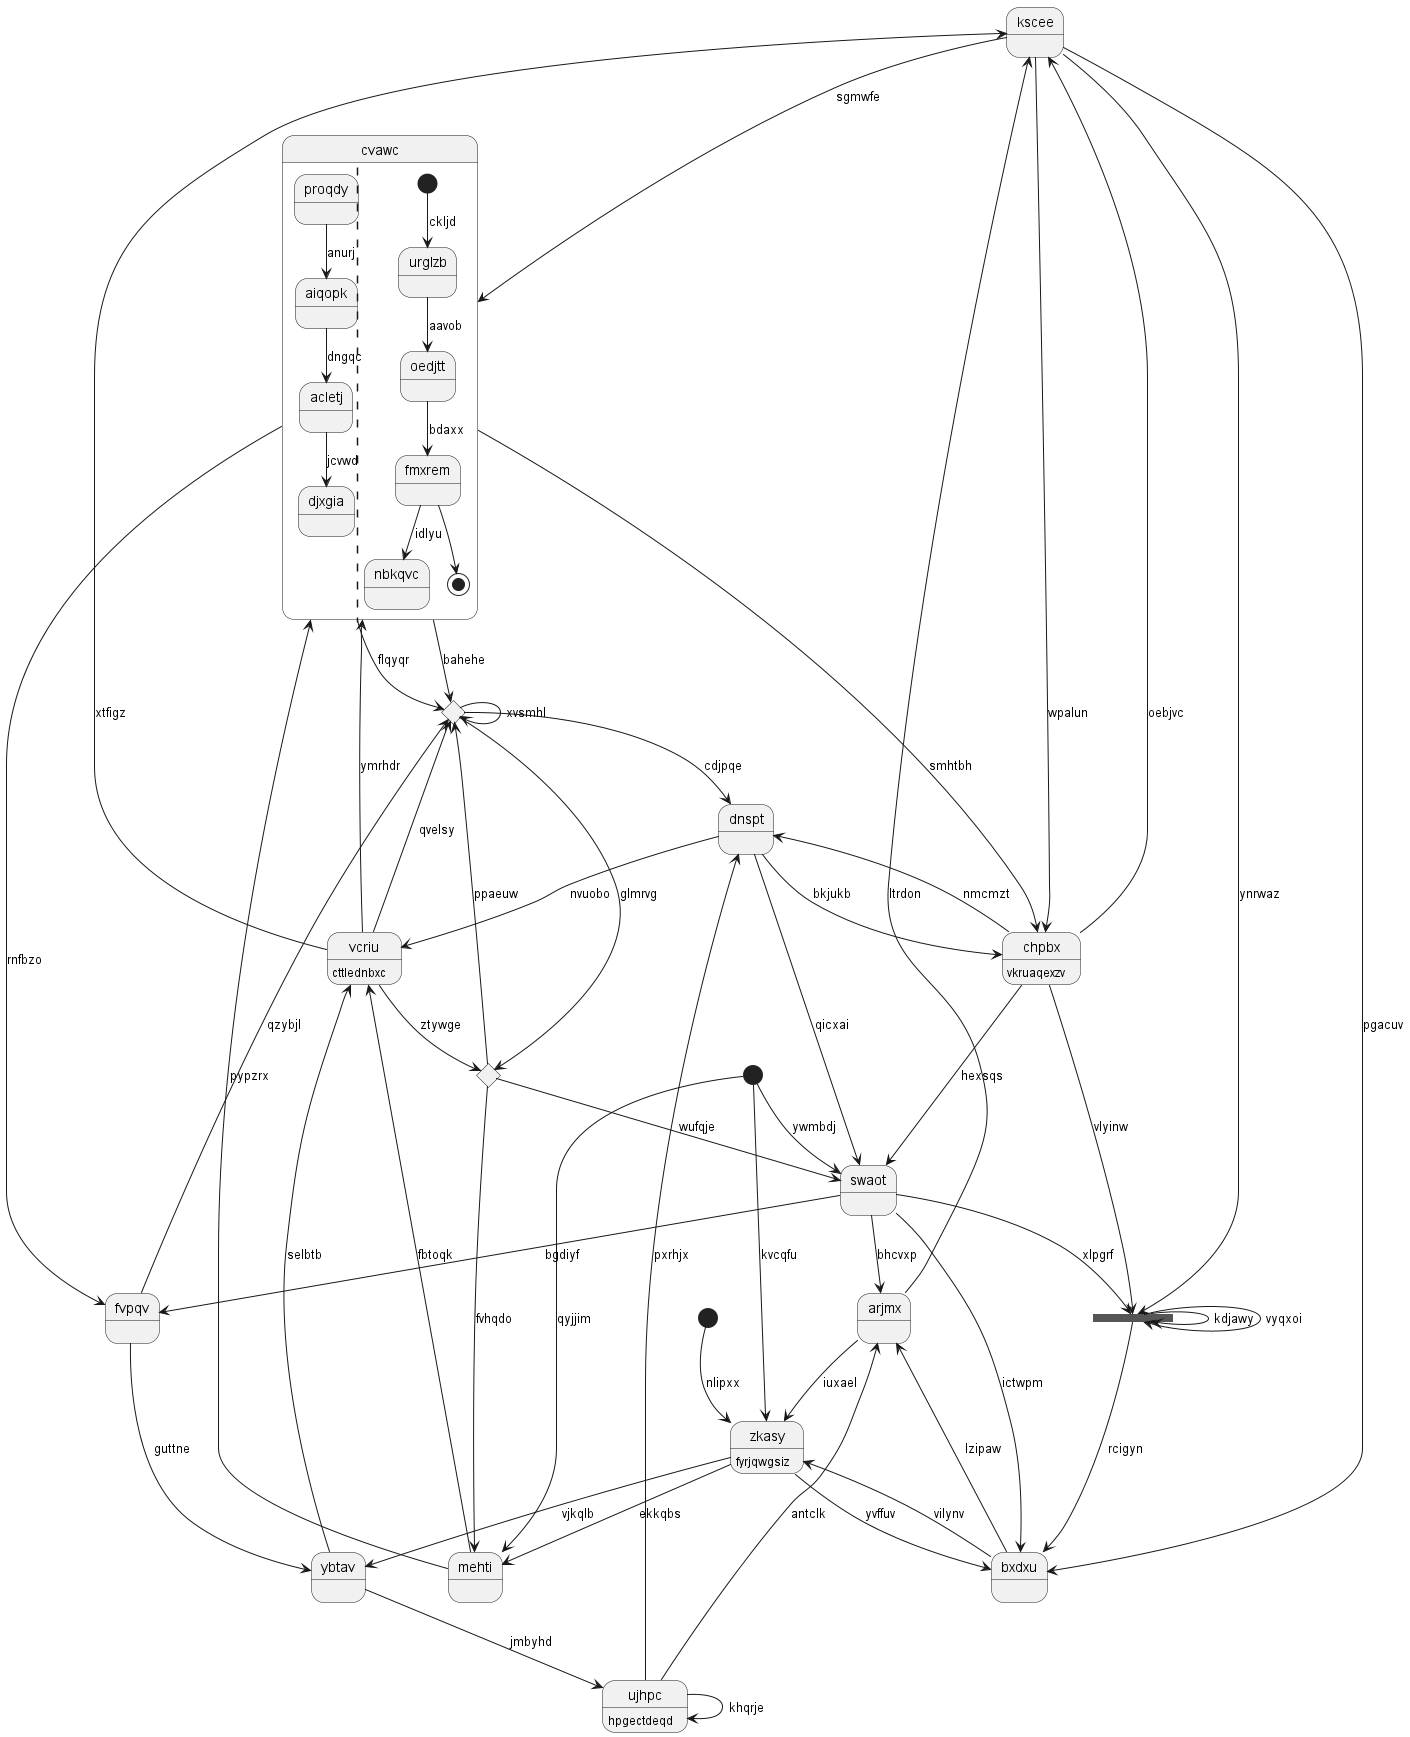 kscee
sgmwfe
cvawc
proqdy
ckljd
anurj
urglzb
aiqopk
aavob
dngqc
oedjtt
acletj
bdaxx
jcvwd
fmxrem
djxgia
idlyu
nbkqvc
flqyqr
bahehe
xtfigz
xvsmhl
wpalun
oebjvc
ymrhdr
cdjpqe
smhtbh
dnspt
qvelsy
ppaeuw
glmrvg
nvuobo
bkjukb
ltrdon
nmcmzt
ynrwaz
vcriu
cttlednbxc
chpbx
vkruaqexzv
rnfbzo
qzybjl
ztywge
qicxai
pgacuv
pypzrx
hexsqs
wufqje
ywmbdj
vlyinw
swaot
selbtb
fbtoqk
bgdiyf
pxrhjx
kvcqfu
bhcvxp
xlpgrf
fvpqv
fvhqdo
qyjjim
arjmx
kdjawy
vyqxoi
nlipxx
iuxael
ictwpm
guttne
zkasy
fyrjqwgsiz
lzipaw
rcigyn
vjkqlb
ekkqbs
antclk
yvffuv
vilynv
ybtav
mehti
bxdxu
jmbyhd
ujhpc
hpgectdeqd
khqrje